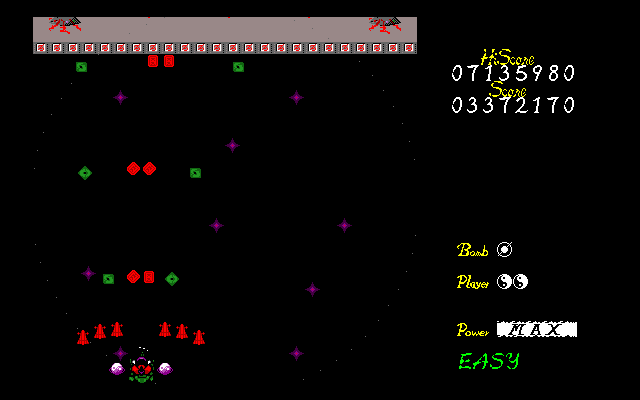 HiScore
07135980
Score
03372170
Bomb
Player
Power MAX
EASY